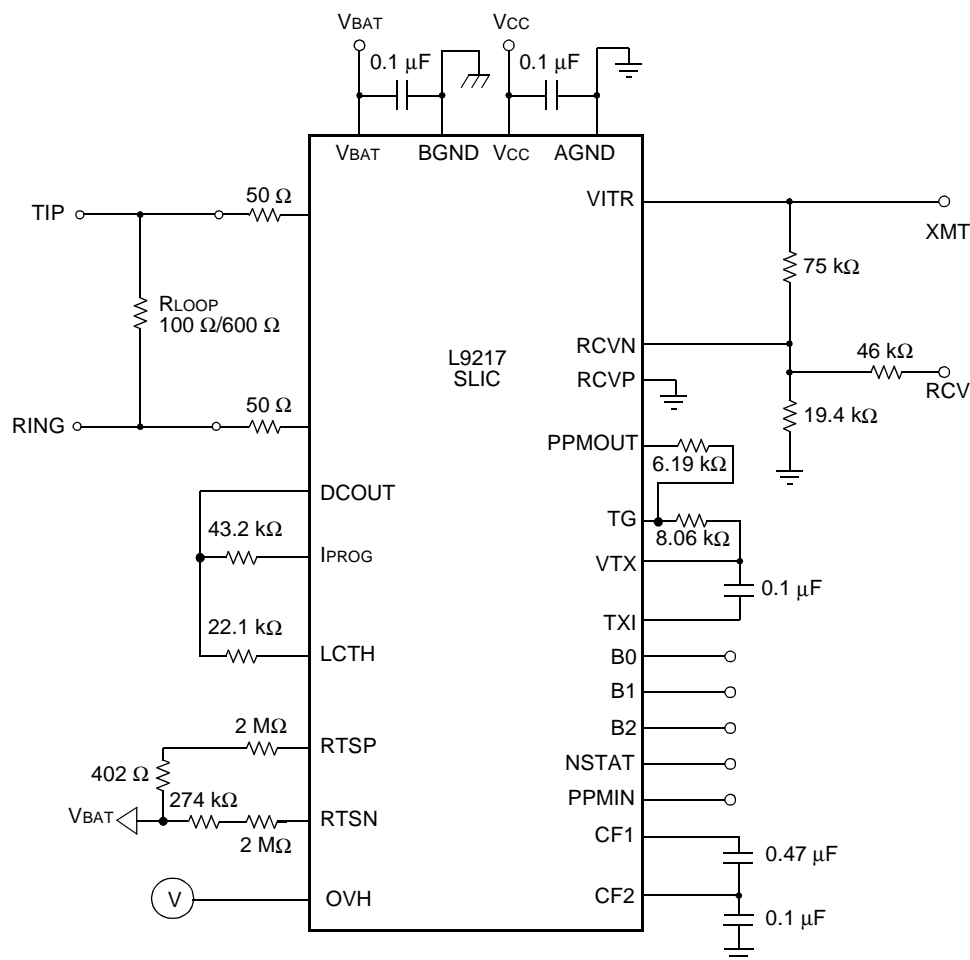 VBAT
VCC
0.1 µF
0.1 µF
VBAT
BGND
VCC
AGND
50 Ω
TIP
VITR
XMT
75 kΩ
RLOOP
100 Ω/600 Ω
L9217
SLIC
RCVN
46 kΩ
RCVP
RCV
50 Ω
RING
19.4 kΩ
PPMOUT
6.19 kΩ
DCOUT
TG
43.2 kΩ
8.06 kΩ
IPROG
VTX
0.1 µF
TXI
22.1 kΩ
LCTH
B0
B1
2 MΩ
B2
RTSP
402 Ω
NSTAT
274 kΩ
PPMIN
VBAT
RTSN
2 MΩ
CF1
0.47 µF
V
OVH
CF2
0.1 µF